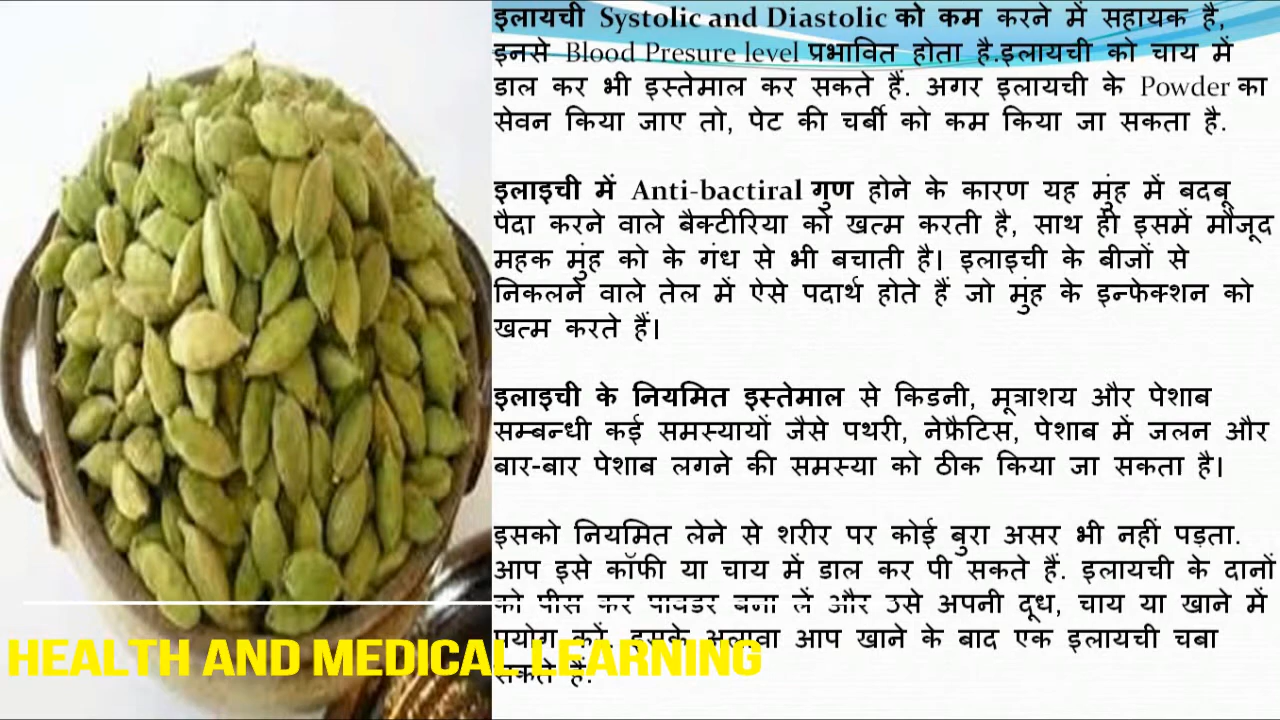 इलायची Systolic and Diastolic को कम करने में सहायक है,
इनसे Blood Presure level प्रभावित होता है.इलायची को चाय में
डाल कर भी इस्तेमाल कर सकते हैं. अगर इलायची के Powder का
सेवन किया जाए तो, पेट की चर्बी को कम किया जा सकता है.
इलाइची में Anti-bactiral गुण होने के कारण यह मुंह में बदबू
पैदा करने वाले बैक्टीरिया को खत्म करती है, साथ ही इसमें मौजूद
महक मुंह को के गंध से भी बचाती है। इलाइची के बीजों से
निकलने वाले तेल में ऐसे पदार्थ होते हैं जो मुंह के इन्फेक्शन को
खत्म करते हैं।
इलाइची के नियमित इस्तेमाल से किडनी, मूत्राशय और पेशाब
सम्बन्धी कई समस्यायों जैसे पथरी, नेफ्रैटिस, पेशाब में जलन और
बार-बार पेशाब लगने की समस्या को ठीक किया जा सकता है।
इसको नियमित लेने से शरीर पर कोई बुरा असर भी नहीं पड़ता.
आप इसे कॉफी या चाय में डाल कर पी सकते हैं. इलायची के दानों
को पीस कर पावडर बना लें और उसे अपनी दूध, चाय या खाने में
प्रयोग करें. इसके अलावा आप खाने के बाद एक इलायची चबा
सकते हैं.
HEALTH AND MEDICAL LEARNING